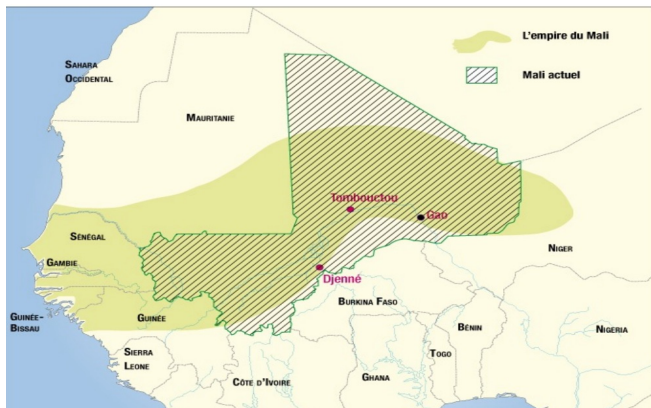 L'empire du Mali
Mali actuel
Sahara
Occidental
Mauritanie
Tombouctou
Gao
Sénégal
Niger
Gambie
Djenné
Burkina Faso
Guinée-
Bissau
Guinée
Bénin
Nigeria
Sierra
Leone
Togo
Côte d'Ivoire
Ghana